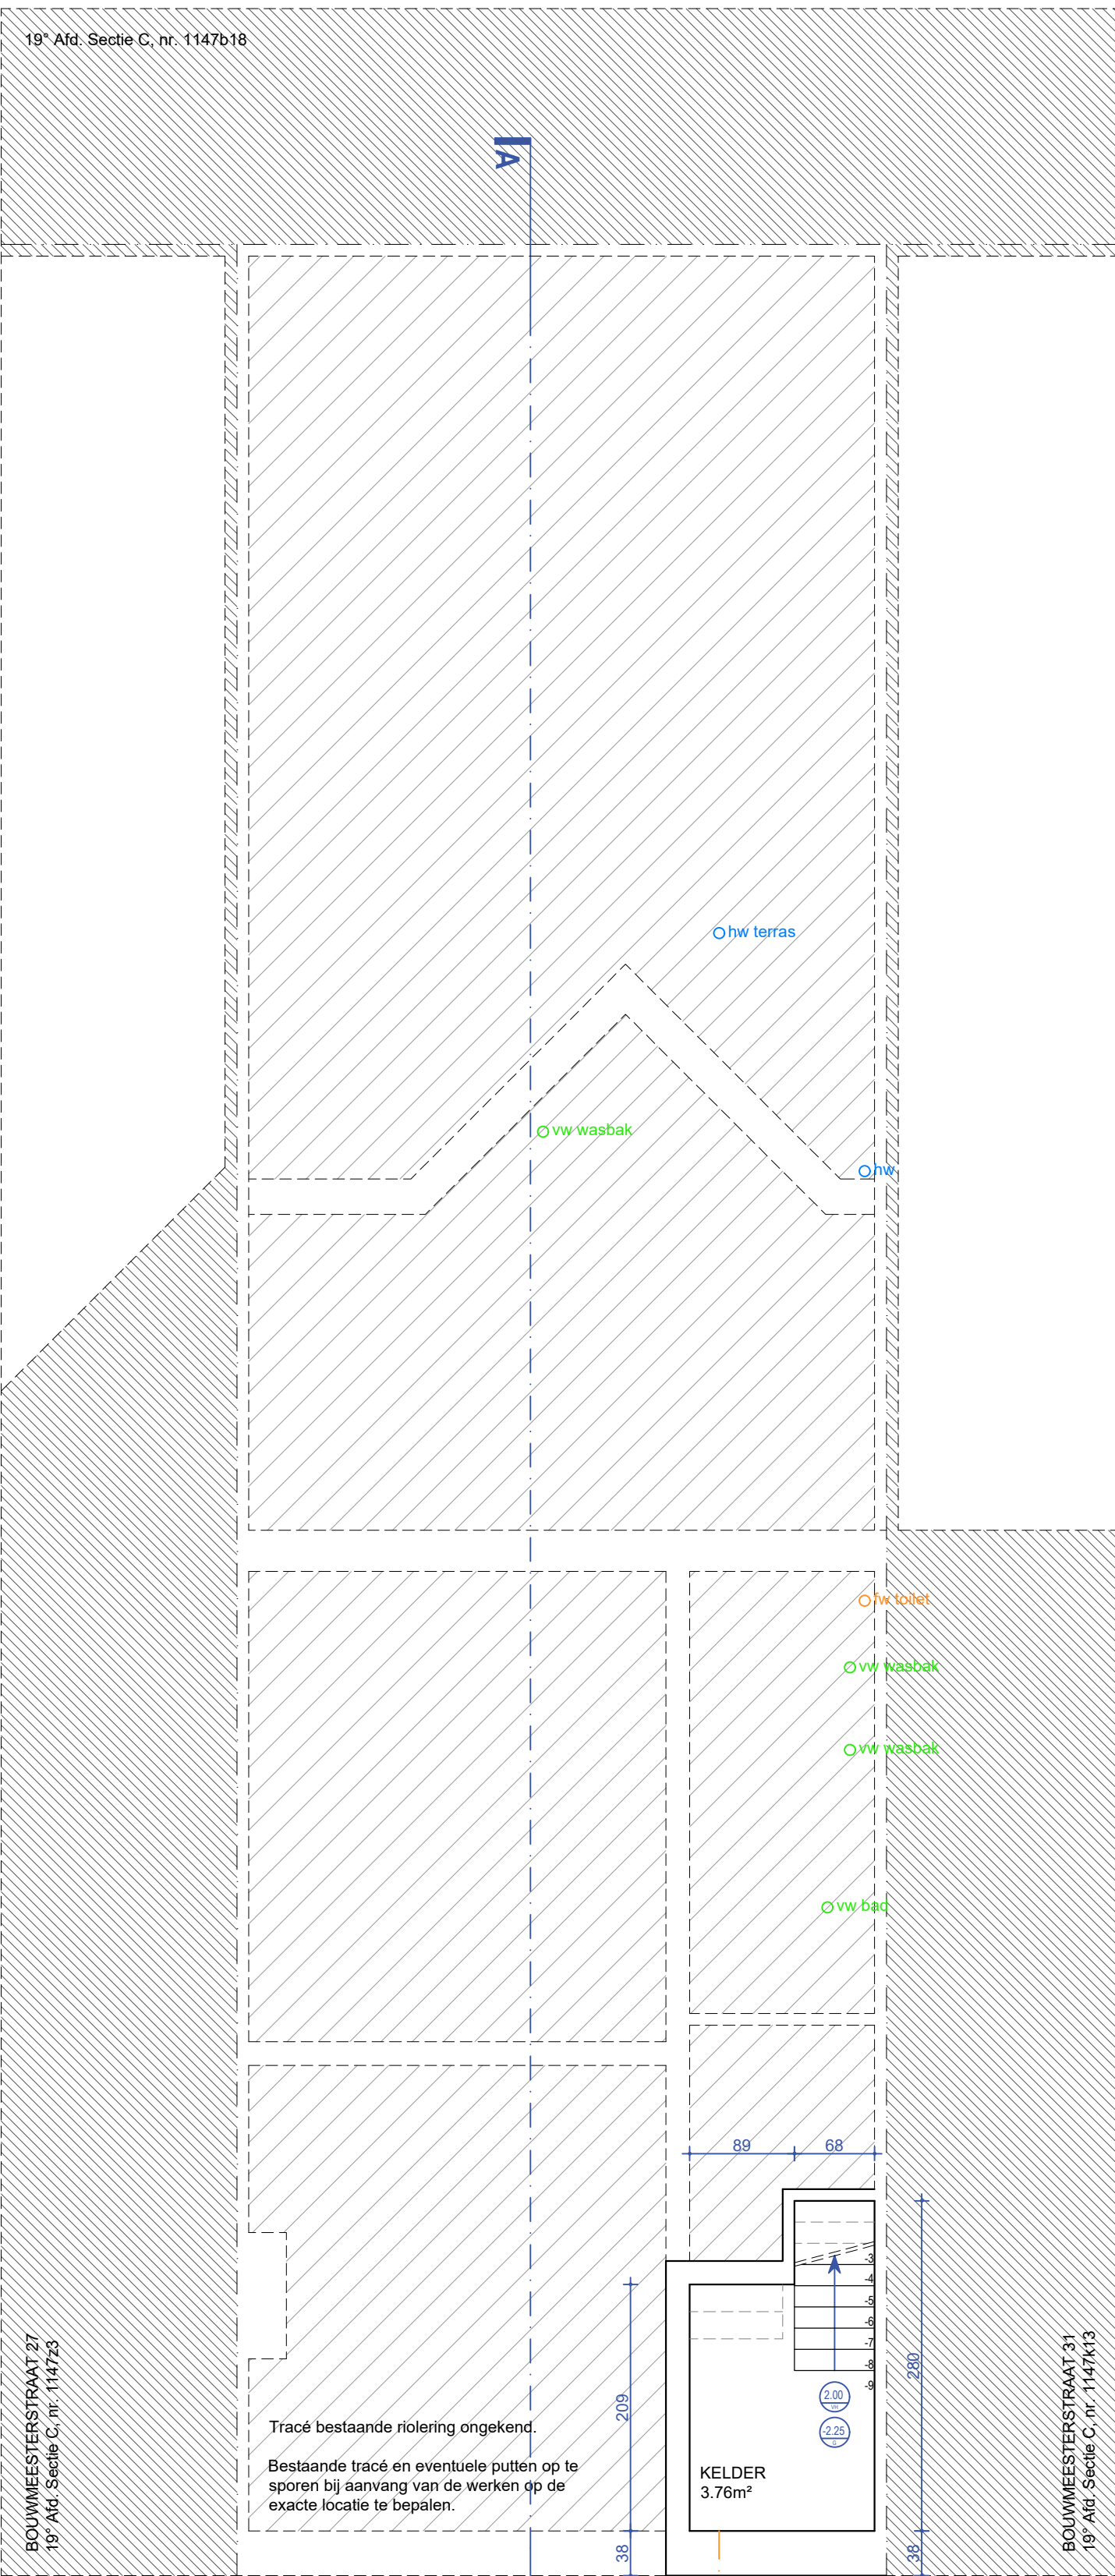 19° Afd. Sectie C, nr. 1147b18
A
hw terras
vw wasbak
hw
fw toilet
vw wasbak
vw wasbak
vw bad
89
68
-3
-4
-5
-6
-7
-8
-9
280
209
2.00
VH
-2.25
KELDER
3.76m²
Tracé bestaande riolering ongekend.
Bestaande tracé en eventuele putten op te
sporen bij aanvang van de werken op de
exacte locatie te bepalen.
38
38
BOUWMEESTERSTRAAT 27
19° Afd. Sectie C, nr. 1147z3
BOUWMEESTERSTRAAT 31
19° Afd. Sectie C, nr. 1147k13